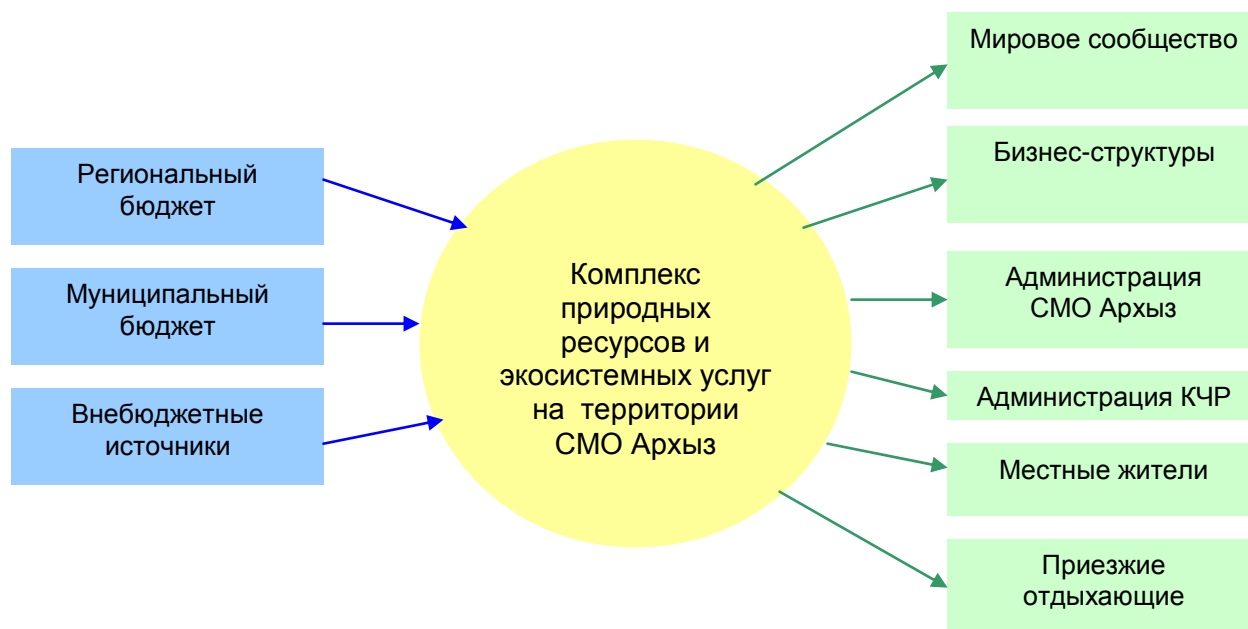 Региональный
бюджет
Муниципальный
бюджет
Внебюджетные
источники
Комплекс
природных
ресурсов и
экосистемных услуг
на территории
СМО Архыз
Мировое сообщество
Бизнес-структуры
Администрация
СМО Архыз
Администрация КЧР
Местные жители
Приезжие
отдыхающие